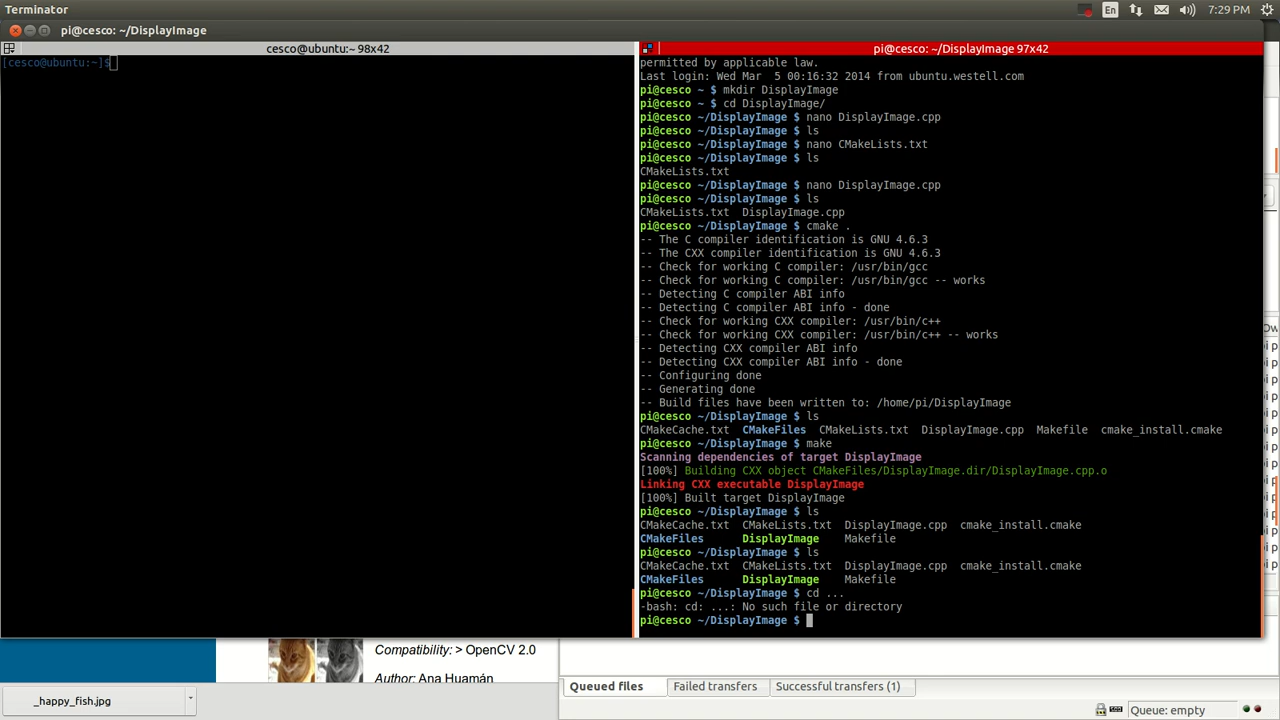 Terminator
En
7:29 PM
pi@cesco: ~/DisplayImage
cesco@ubuntu:~ 98x42
[cesco@ubuntu:~]$
pi@cesco: ~/DisplayImage 97x42
permitted by applicable law.
Last login: Wed Mar  5 00:16:32 2014 from ubuntu.westell.com
pi@cesco ~ $ mkdir DisplayImage
pi@cesco ~ $ cd DisplayImage/
pi@cesco ~/DisplayImage $ nano DisplayImage.cpp
pi@cesco ~/DisplayImage $ ls
pi@cesco ~/DisplayImage $ nano CMakeLists.txt
pi@cesco ~/DisplayImage $ ls
CMakeLists.txt
pi@cesco ~/DisplayImage $ nano DisplayImage.cpp
pi@cesco ~/DisplayImage $ ls
CMakeLists.txt  DisplayImage.cpp
pi@cesco ~/DisplayImage $ cmake .
-- The C compiler identification is GNU 4.6.3
-- The CXX compiler identification is GNU 4.6.3
-- Check for working C compiler: /usr/bin/gcc
-- Check for working C compiler: /usr/bin/gcc -- works
-- Detecting C compiler ABI info
-- Detecting C compiler ABI info - done
-- Check for working CXX compiler: /usr/bin/c++
-- Check for working CXX compiler: /usr/bin/c++ -- works
-- Detecting CXX compiler ABI info
-- Detecting CXX compiler ABI info - done
-- Configuring done
-- Generating done
-- Build files have been written to: /home/pi/DisplayImage
pi@cesco ~/DisplayImage $ ls
CMakeCache.txt  CMakeFiles  CMakeLists.txt  DisplayImage.cpp  Makefile  cmake_install.cmake
pi@cesco ~/DisplayImage $ make
Scanning dependencies of target DisplayImage
[100%] Building CXX object CMakeFiles/DisplayImage.dir/DisplayImage.cpp.o
Linking CXX executable DisplayImage
[100%] Built target DisplayImage
pi@cesco ~/DisplayImage $ ls
CMakeCache.txt  CMakeLists.txt  DisplayImage.cpp  cmake_install.cmake
CMakeFiles      DisplayImage    Makefile
pi@cesco ~/DisplayImage $ ls
CMakeCache.txt  CMakeLists.txt  DisplayImage.cpp  cmake_install.cmake
CMakeFiles      DisplayImage    Makefile
pi@cesco ~/DisplayImage $ cd ...
-bash: cd: ...: No such file or directory
pi@cesco ~/DisplayImage $
Compatibility: > OpenCV 2.0
Author: Ana Huamán
_happy_fish.jpg
Queued files
Failed transfers
Successful transfers (1)
Queue: empty